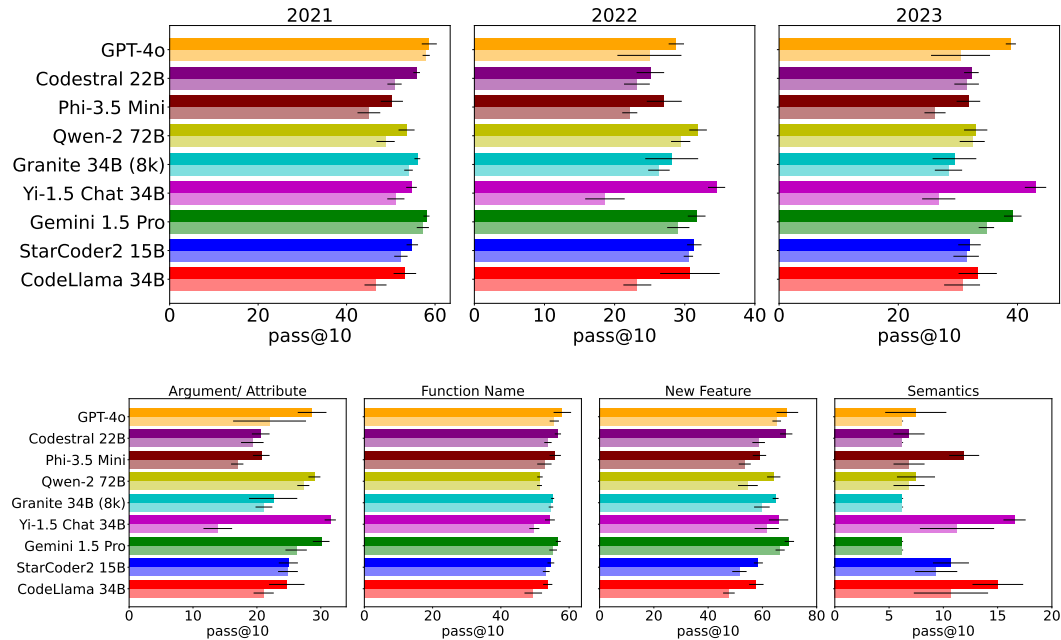 2021 2022 2023
GPT-4o
Codestral 22B
Phi-3.5 Mini
Qwen-2 72B
Granite 34B (8k)
Yi-1.5 Chat 34B
Gemini 1.5 Pro
StarCoder2 15B
CodeLlama 34B
0 20 40 60 0 10 20 30 40 0 20 40
pass@10 pass@10 pass@10
Argument/ Attribute Function Name New Feature Semantics
GPT-4o
Codestral 22B
Phi-3.5 Mini
Qwen-2 72B
Granite 34B (8k)
Yi-1.5 Chat 34B
Gemini 1.5 Pro
StarCoder2 15B
CodeLlama 34B
0 10 20 30 0 20 40 60 0 20 40 60 80 0 5 10 15 20
pass@10 pass@10 pass@10 pass@10